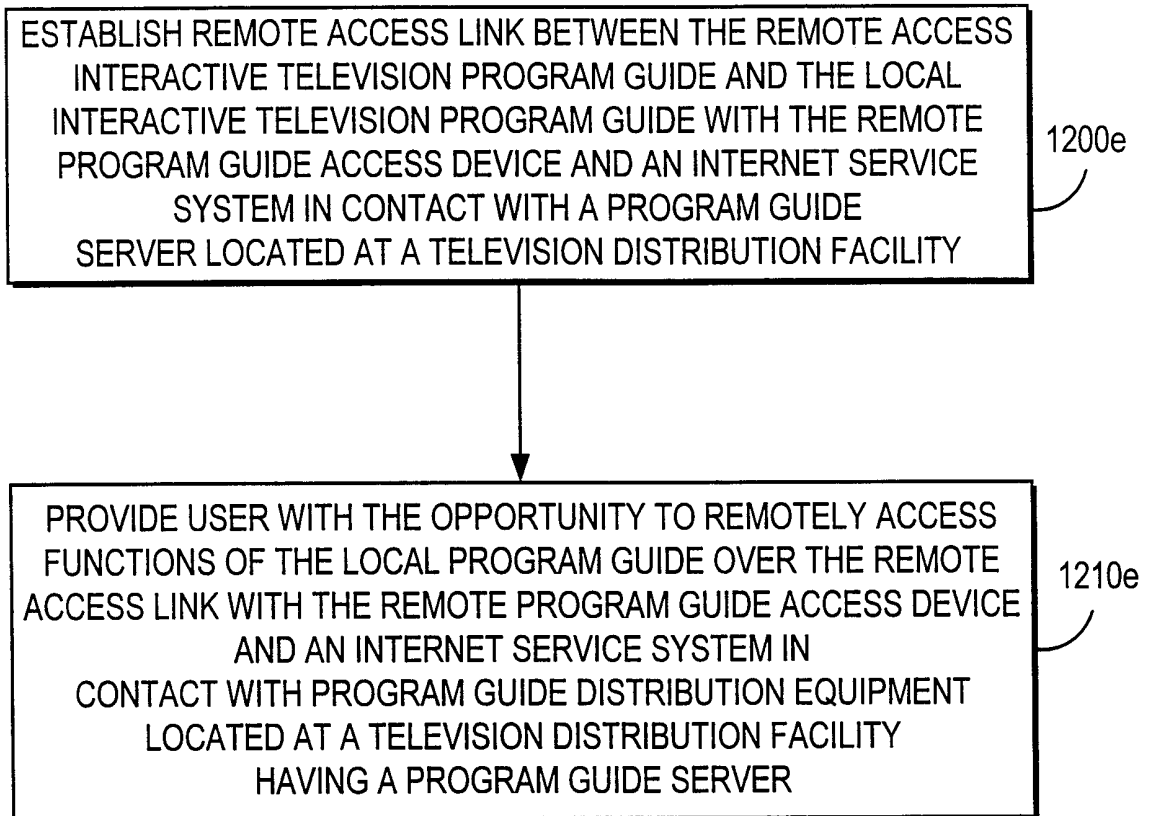 ESTABLISH REMOTE ACCESS LINK BETWEEN THE REMOTE ACCESS
INTERACTIVE TELEVISION PROGRAM GUIDE AND THE LOCAL
INTERACTIVE TELEVISION PROGRAM GUIDE WITH THE REMOTE
PROGRAM GUIDE ACCESS DEVICE AND AN INTERNET SERVICE
SYSTEM IN CONTACT WITH A PROGRAM GUIDE
SERVER LOCATED AT A TELEVISION DISTRIBUTION FACILITY
1200e
PROVIDE USER WITH THE OPPORTUNITY TO REMOTELY ACCESS
FUNCTIONS OF THE LOCAL PROGRAM GUIDE OVER THE REMOTE
ACCESS LINK WITH THE REMOTE PROGRAM GUIDE ACCESS DEVICE
AND AN INTERNET SERVICE SYSTEM IN
CONTACT WITH PROGRAM GUIDE DISTRIBUTION EQUIPMENT
LOCATED AT A TELEVISION DISTRIBUTION FACILITY
HAVING A PROGRAM GUIDE SERVER
1210e